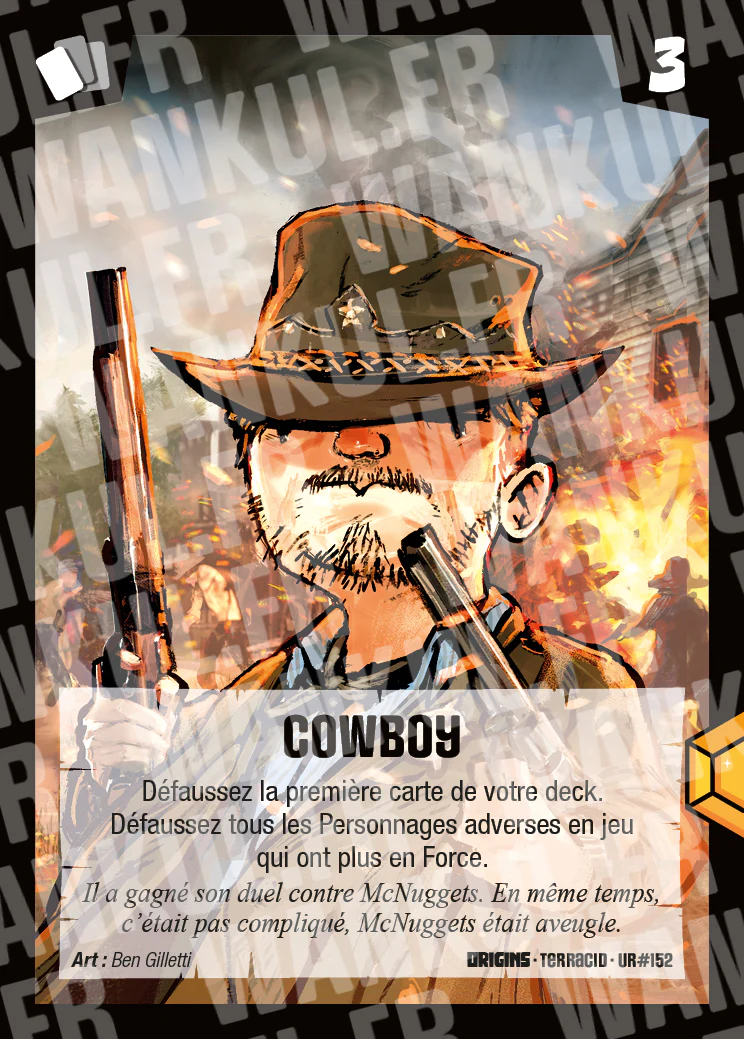 3
COWBOY
Défaussez la première carte de votre deck.
Défaussez tous les Personnages adverses en jeu
qui ont plus en Force.
Il a gagné son duel contre McNuggets. En même temps,
c'était pas compliqué, McNuggets était aveugle.
Art : Ben Gilletti
ORIGINS · TERRACID · UR#152
WANKUL.FR